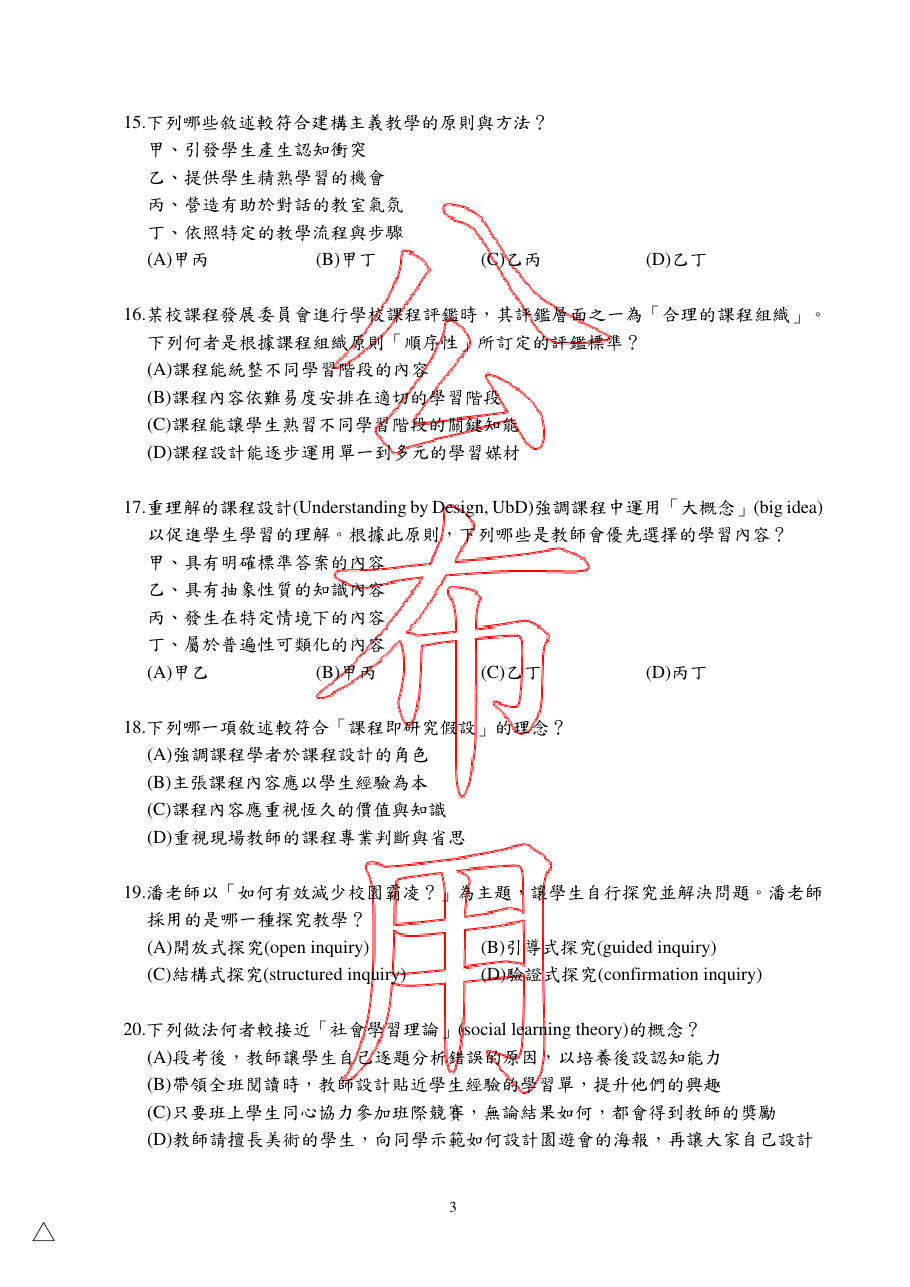 15.下列哪些敘述較符合建構主義教學的原則與方法？
甲、引發學生產生認知衝突
乙、提供學生精熟學習的機會
丙、營造有助於對話的教室氣氛
丁、依照特定的教學流程與步驟
(A)甲丙 (B)甲丁 (C)乙丙 (D)乙丁
16.某校課程發展委員會進行學校課程評鑑時，其評鑑層面之一為「合理的課程組織」。
下列何者是根據課程組織原則「順序性」所訂定的評鑑標準？
(A)課程能統整不同學習階段的內容
(B)課程內容依難易度安排在適切的學習階段
(C)課程能讓學生熟習不同學習階段的關鍵知能
(D)課程設計能逐步運用單一到多元的學習媒材
17.重理解的課程設計(Understanding by Design, UbD)強調課程中運用「大概念」(big idea)
以促進學生學習的理解。根據此原則，下列哪些是教師會優先選擇的學習內容？
甲、具有明確標準答案的內容
乙、具有抽象性質的知識內容
丙、發生在特定情境下的內容
丁、屬於普遍性可類化的內容
(A)甲乙 (B)甲丙 (C)乙丁 (D)丙丁
18.下列哪一項敘述較符合「課程即研究假設」的理念？
(A)強調課程學者於課程設計的角色
(B)主張課程內容應以學生經驗為本
(C)課程內容應重視恆久的價值與知識
(D)重視現場教師的課程專業判斷與省思
19.潘老師以「如何有效減少校園霸凌？」為主題，讓學生自行探究並解決問題。潘老師
採用的是哪一種探究教學？
(A)開放式探究(open inquiry) (B)引導式探究(guided inquiry)
(C)結構式探究(structured inquiry) (D)驗證式探究(confirmation inquiry)
20.下列做法何者較接近「社會學習理論」(social learning theory)的概念？
(A)段考後，教師讓學生自己逐題分析錯誤的原因，以培養後設認知能力
(B)帶領全班閱讀時，教師設計貼近學生經驗的學習單，提升他們的興趣
(C)只要班上學生同心協力參加班際競賽，無論結果如何，都會得到教師的獎勵
(D)教師請擅長美術的學生，向同學示範如何設計園遊會的海報，再讓大家自己設計
3
公布用